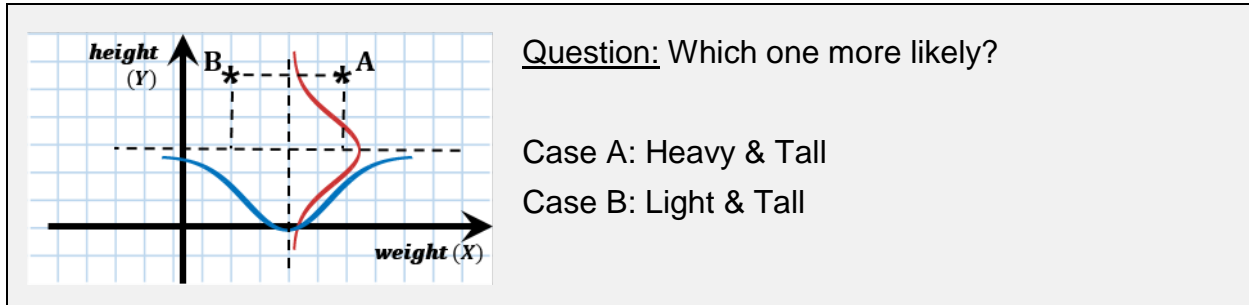 height
(Y)
B
*
*
A
weight (X)
Question: Which one more likely?
Case A: Heavy & Tall
Case B: Light & Tall